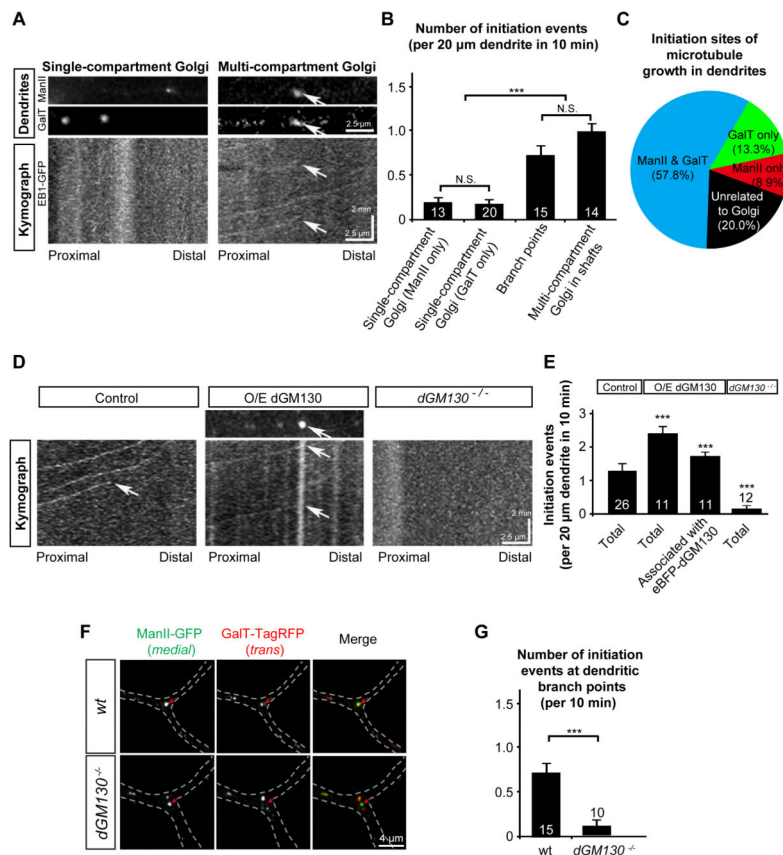 A
Single-compartment Golgi
Multi-compartment Golgi
Dendrites
ManII
GalT
2.5 μm
Kymograph
EB1-GFP
2 min
2.5 μm
Proximal
Distal
Proximal
Distal
B
Number of initiation events
(per 20 μm dendrite in 10 min)
1.5
1.0
0.5
0
***
N.S.
N.S.
13
20
15
14
Single-compartment
Golgi (ManII only)
Single-compartment
Golgi (GalT only)
Branch points
Multi-compartment
Golgi in shafts
C
Initiation sites of
microtubule
growth in dendrites
GalT only
(13.3%)
ManII & GalT
(57.8%)
ManII only
(8.9%)
Unrelated
to Golgi
(20.0%)
D
Control
O/E dGM130
dGM130 -/-
Kymograph
2 min
2.5 μm
Proximal
Distal
Proximal
Distal
Proximal
Distal
E
Control
O/E dGM130
dGM130 -/-
Initiation events
(per 20 μm dendrite in 10 min)
3
2
1
0
***
***
***
26
11
11
12
Total
Total
Associated with
eBFP-dGM130
Total
F
ManII-GFP
(medial)
GalT-TagRFP
(trans)
Merge
wt
dGM130 -/-
4 μm
G
Number of initiation
events at dendritic
branch points
(per 10 min)
1.5
1.0
0.5
0
***
15
10
wt
dGM130 -/-